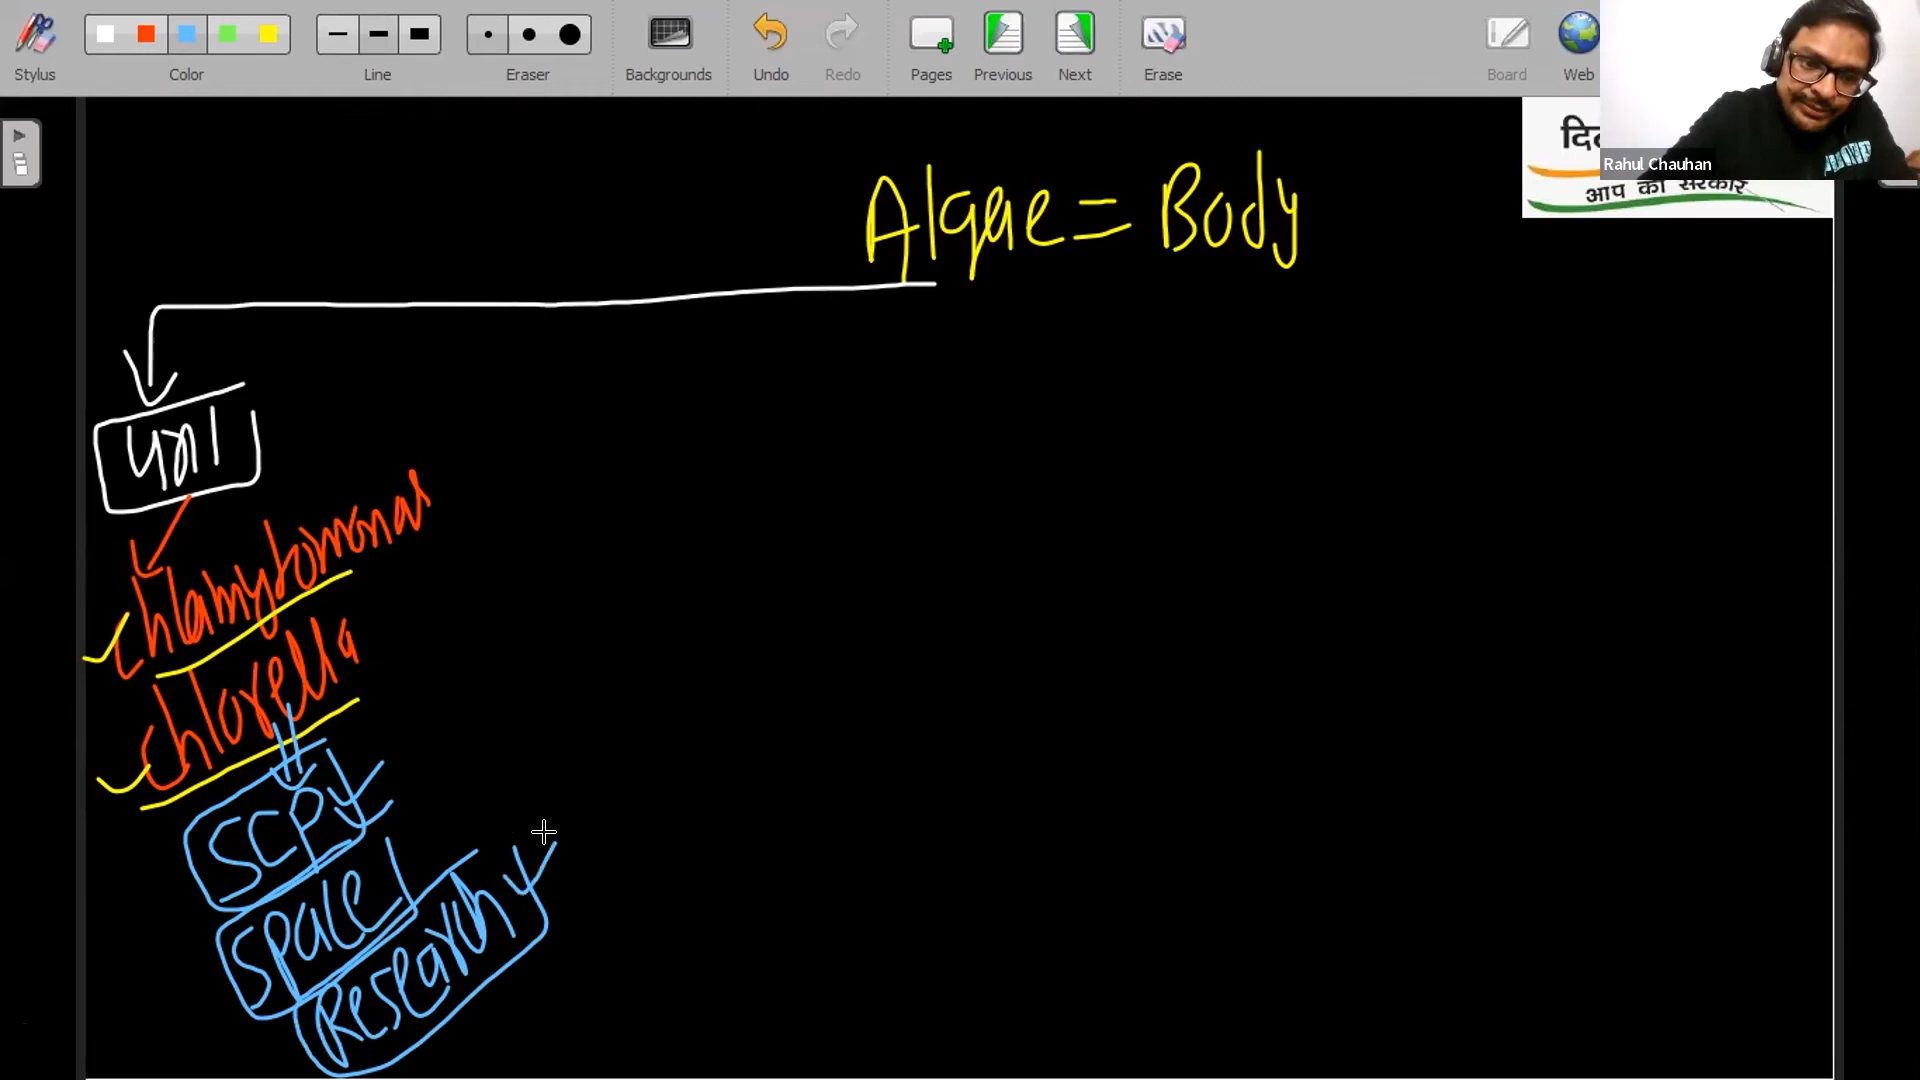 Stylus
Color
Line
Eraser
Backgrounds
Undo
Redo
Pages
Previous
Next
Erase
Board
Web
Rahul Chauhan
आप की सरकार
Algae = Body
Uni
Chlamydomonas
Chlorella
SCP
Space
Research